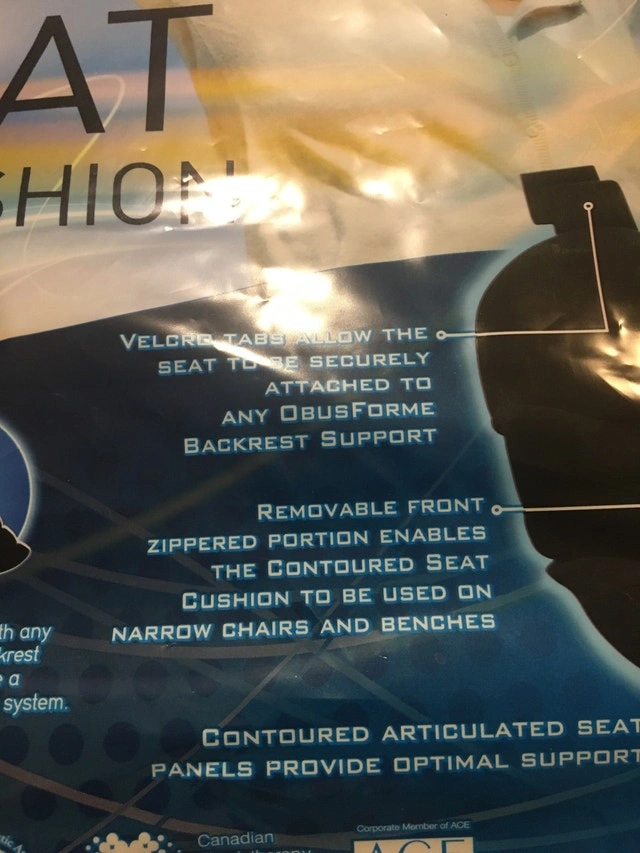 AT
SHION
VELCRO TABS ALLOW THE
SEAT TO BE SECURELY
ATTACHED TO
ANY OBUSFORME
BACKREST SUPPORT
REMOVABLE FRONT
ZIPPERED PORTION ENABLES
THE CONTOURED SEAT
CUSHION TO BE USED ON
NARROW CHAIRS AND BENCHES
th any
krest
a
system.
CONTOURED ARTICULATED SEAT
PANELS PROVIDE OPTIMAL SUPPORT
Canadian
Corporate Member of ACE
ACE